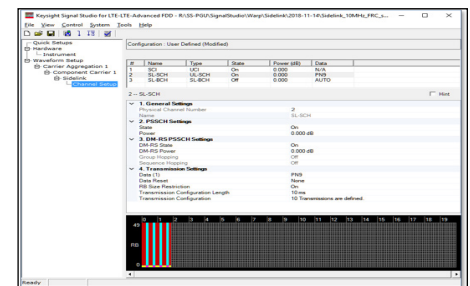 Keysight Signal Studio for LTE-LTE-Advanced FDD - R:\SS-PGU\SignalStudio\Warp\Sidelink\2018-11-14\Sidelink_10MHz_FRC_s...
File View Control System Tools Help
Quick Setups
Hardware
Instrument
Waveform Setup
Carrier Aggregation 1
Component Carrier 1
Sidelink
Channel Setup
Configuration : User Defined (Modified)
# Name Type State Power (dB) Data
1 SCI UCI On 0.000 N/A
2 SL-SCH UL-SCH On 0.000 PN9
3 SL-BCH SL-BCH Off 0.000 AUTO
2 -- SL-SCH Hint
1. General Settings
Physical Channel Number 2
Name SL-SCH
2. PSSCH Settings
State On
Power 0.000 dB
3. DM-RS PSSCH Settings
DM-RS State On
DM-RS Power 0.000 dB
Group Hopping Off
Sequence Hopping Off
4. Transmission Settings
Data (1) PN9
Data Reset None
RB Size Restriction On
Transmission Configuration Length 10 ms
Transmission Configuration 10 Transmissions are defined.
0 1 2 3 4 5 6 7 8 9 10 11 12 13 14 15 16 17 18 19
49
RB
0
Ready